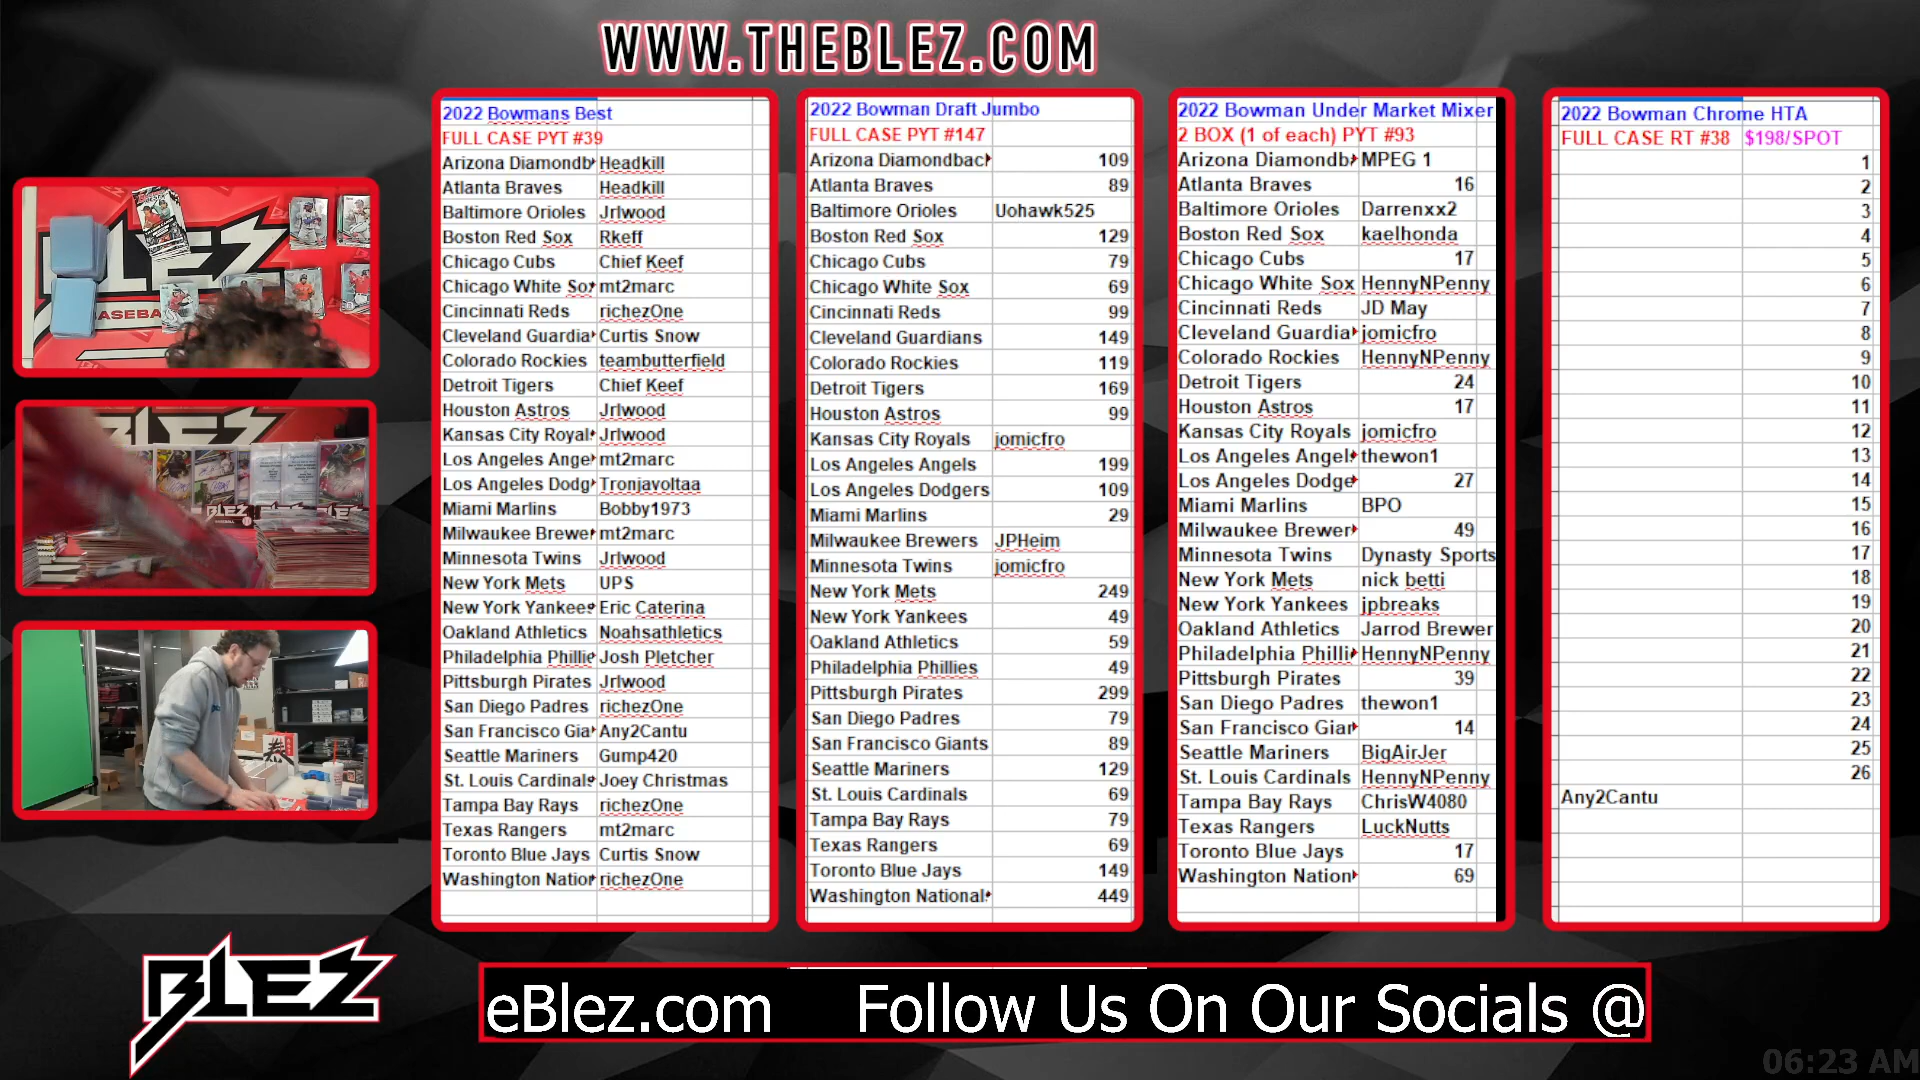 WWW.THEBLEZ.COM
2022 Bowmans Best
FULL CASE PYT #39
Arizona Diamondb Headkill
Atlanta Braves Headkill
Baltimore Orioles Jrlwood
Boston Red Sox Rkeff
Chicago Cubs Chief Keef
Chicago White Sox mt2marc
Cincinnati Reds richezOne
Cleveland Guardia Curtis Snow
Colorado Rockies teambutterfield
Detroit Tigers Chief Keef
Houston Astros Jrlwood
Kansas City Royal Jrlwood
Los Angeles Ange mt2marc
Los Angeles Dodg Tronjavoltaa
Miami Marlins Bobby1973
Milwaukee Brewer mt2marc
Minnesota Twins Jrlwood
New York Mets UPS
New York Yankees Eric Caterina
Oakland Athletics Noahsathletics
Philadelphia Phillie Josh Pletcher
Pittsburgh Pirates Jrlwood
San Diego Padres richezOne
San Francisco Gia Any2Cantu
Seattle Mariners Gump420
St. Louis Cardinals Joey Christmas
Tampa Bay Rays richezOne
Texas Rangers mt2marc
Toronto Blue Jays Curtis Snow
Washington Nation richezOne
2022 Bowman Draft Jumbo
FULL CASE PYT #147
Arizona Diamondback 109
Atlanta Braves 89
Baltimore Orioles Uohawk525
Boston Red Sox 129
Chicago Cubs 79
Chicago White Sox 69
Cincinnati Reds 99
Cleveland Guardians 149
Colorado Rockies 119
Detroit Tigers 169
Houston Astros 99
Kansas City Royals jomicfro
Los Angeles Angels 199
Los Angeles Dodgers 109
Miami Marlins 29
Milwaukee Brewers JPHeim
Minnesota Twins jomicfro
New York Mets 249
New York Yankees 49
Oakland Athletics 59
Philadelphia Phillies 49
Pittsburgh Pirates 299
San Diego Padres 79
San Francisco Giants 89
Seattle Mariners 129
St. Louis Cardinals 69
Tampa Bay Rays 79
Texas Rangers 69
Toronto Blue Jays 149
Washington National 449
2022 Bowman Under Market Mixer
2 BOX (1 of each) PYT #93
Arizona Diamondba MPEG 1
Atlanta Braves 16
Baltimore Orioles Darrenxx2
Boston Red Sox kaelhonda
Chicago Cubs 17
Chicago White Sox HennyNPenny
Cincinnati Reds JD May
Cleveland Guardia jomicfro
Colorado Rockies HennyNPenny
Detroit Tigers 24
Houston Astros 17
Kansas City Royals jomicfro
Los Angeles Angel thewon1
Los Angeles Dodge 27
Miami Marlins BPO
Milwaukee Brewer 49
Minnesota Twins Dynasty Sports
New York Mets nick betti
New York Yankees jpbreaks
Oakland Athletics Jarrod Brewer
Philadelphia Philli HennyNPenny
Pittsburgh Pirates 39
San Diego Padres thewon1
San Francisco Gian 14
Seattle Mariners BigAirJer
St. Louis Cardinals HennyNPenny
Tampa Bay Rays ChrisW4080
Texas Rangers LuckNutts
Toronto Blue Jays 17
Washington Nation 69
2022 Bowman Chrome HTA
FULL CASE RT #38 $198/SPOT
1
2
3
4
5
6
7
8
9
10
11
12
13
14
15
16
17
18
19
20
21
22
23
24
25
26
Any2Cantu
BLEZ
BASEBA
BLEZ
BLEZ
BLEZ
eBlez.com Follow Us On Our Socials @
06:23 AM